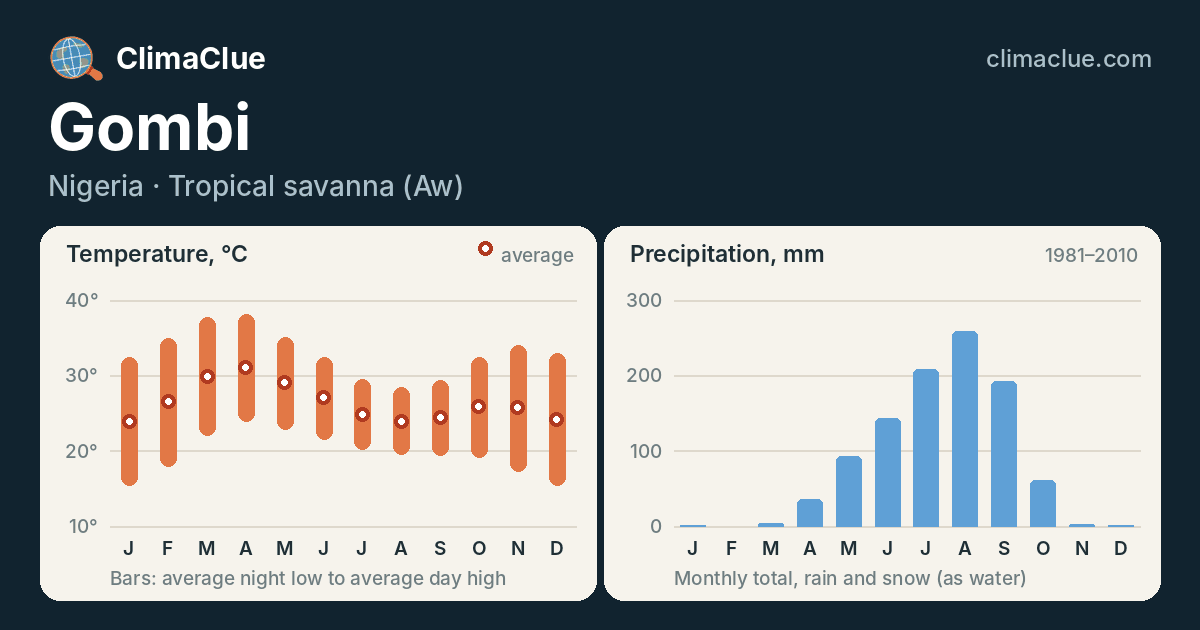 ClimaClue
climaclue.com
Gombi
Nigeria · Tropical savanna (Aw)
Temperature, °C
average
40°
30°
20°
10°
J F M A M J J A S O N D
Bars: average night low to average day high
Precipitation, mm
1981–2010
300
200
100
0
J F M A M J J A S O N D
Monthly total, rain and snow (as water)